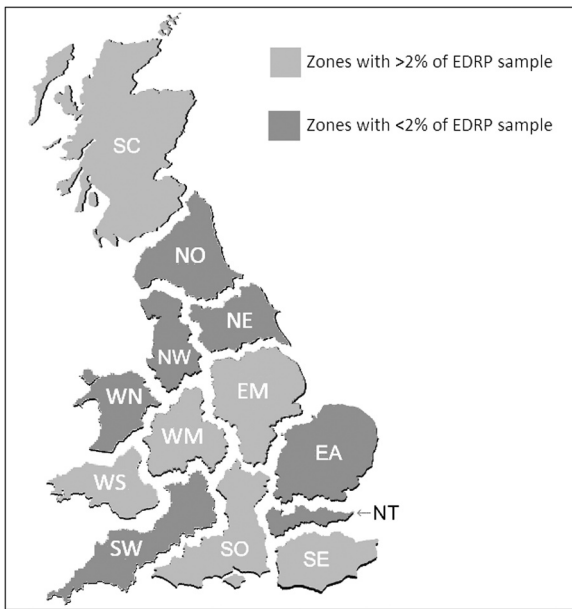 Zones with >2% of EDRP sample
Zones with <2% of EDRP sample
SC
NO
NE
NW
EM
WN
WM
EA
WS
←NT
SW
SO
SE